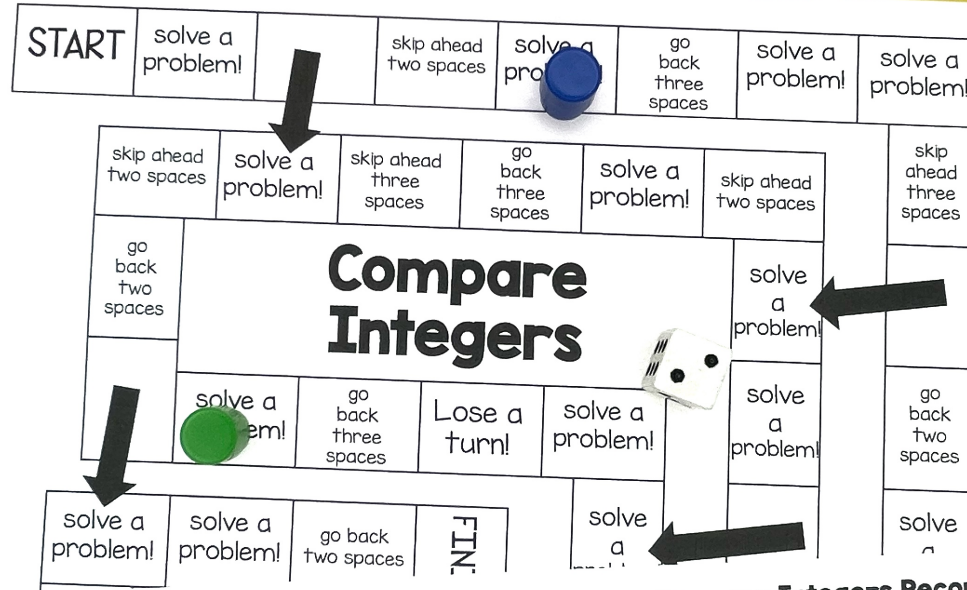 START
solve a
problem!
skip ahead
two spaces
solve a
go
back
three
spaces
solve a
problem!
solve a
problem!
skip ahead
two spaces
solve a
problem!
skip ahead
three
spaces
go
back
three
spaces
solve a
problem!
skip ahead
two spaces
skip
ahead
three
spaces
go
back
two
spaces
Compare
Integers
solve
a
problem!
solve a
go
back
three
spaces
Lose a
turn!
solve a
problem!
solve
a
problem!
go
back
two
spaces
solve a
problem!
solve a
problem!
go back
two spaces
solve
a
solve